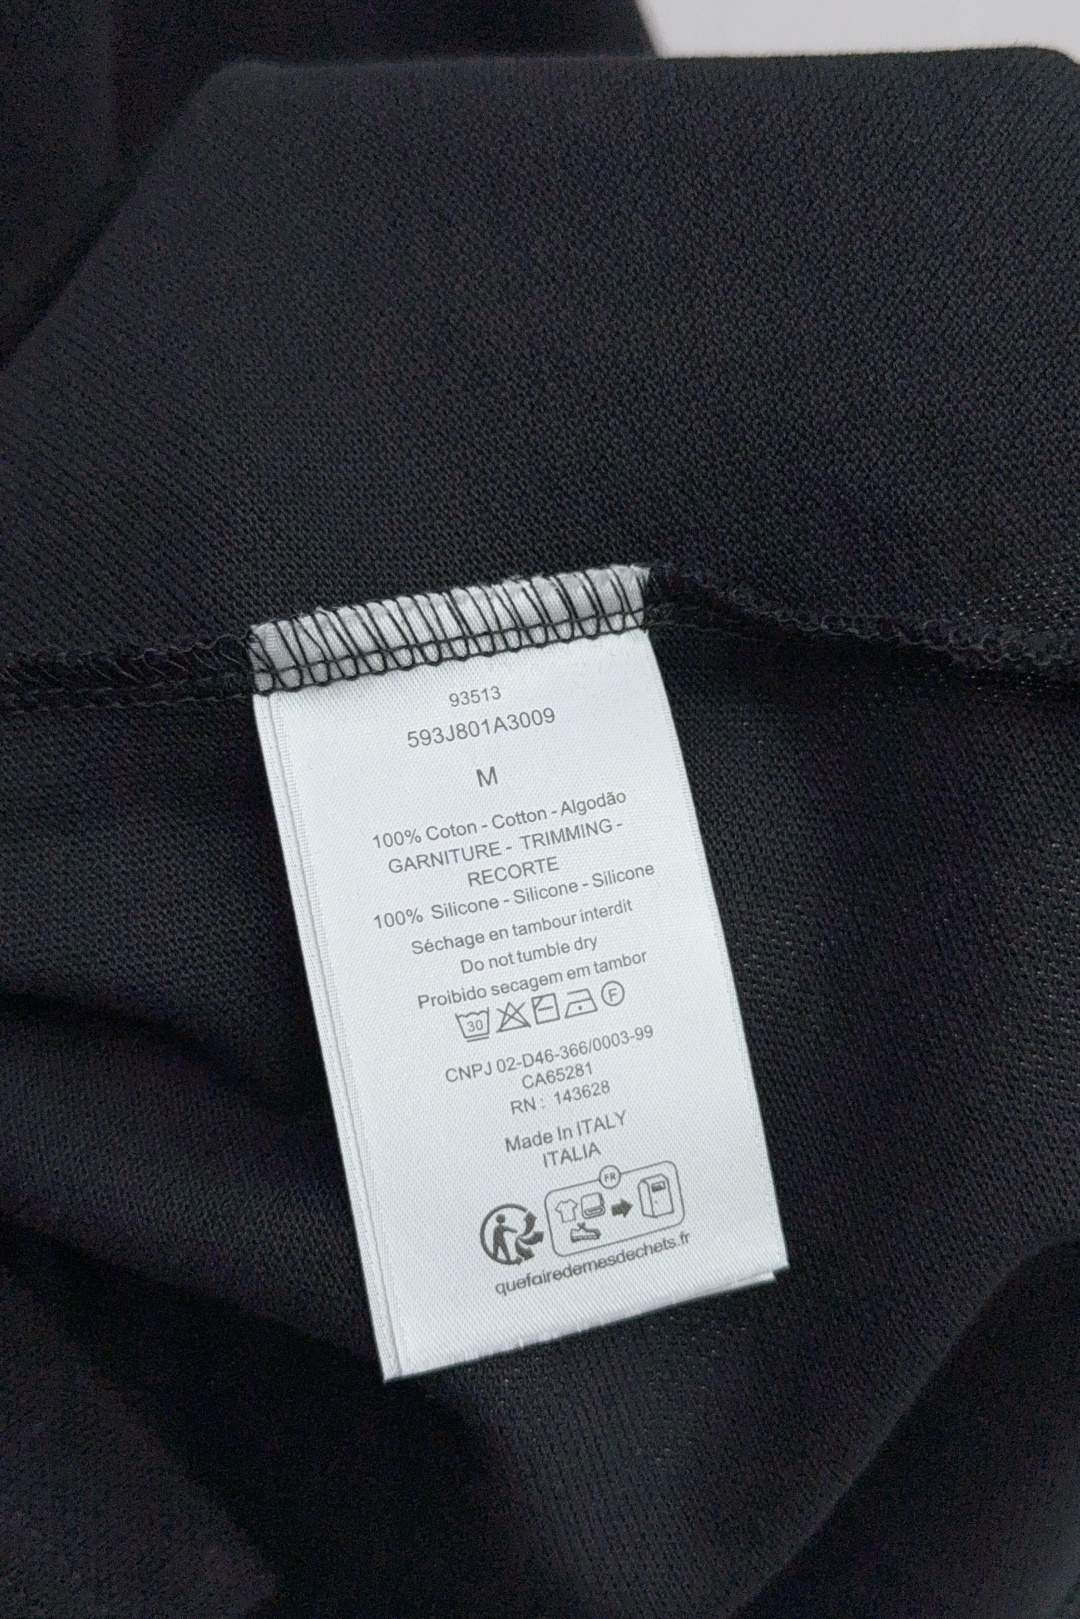 93513
593J801A3009
M
100% Coton - Cotton - Algodão
GARNITURE - TRIMMING -
RECORTE
100% Silicone - Silicone - Silicone
Séchage en tambour interdit
Do not tumble dry
Proibido secagem em tambor
30 F
CNPJ 02-D46-366/0003-99
CA65281
RN : 143628
Made In ITALY
ITALIA
FR
quefairedemesdechets.fr